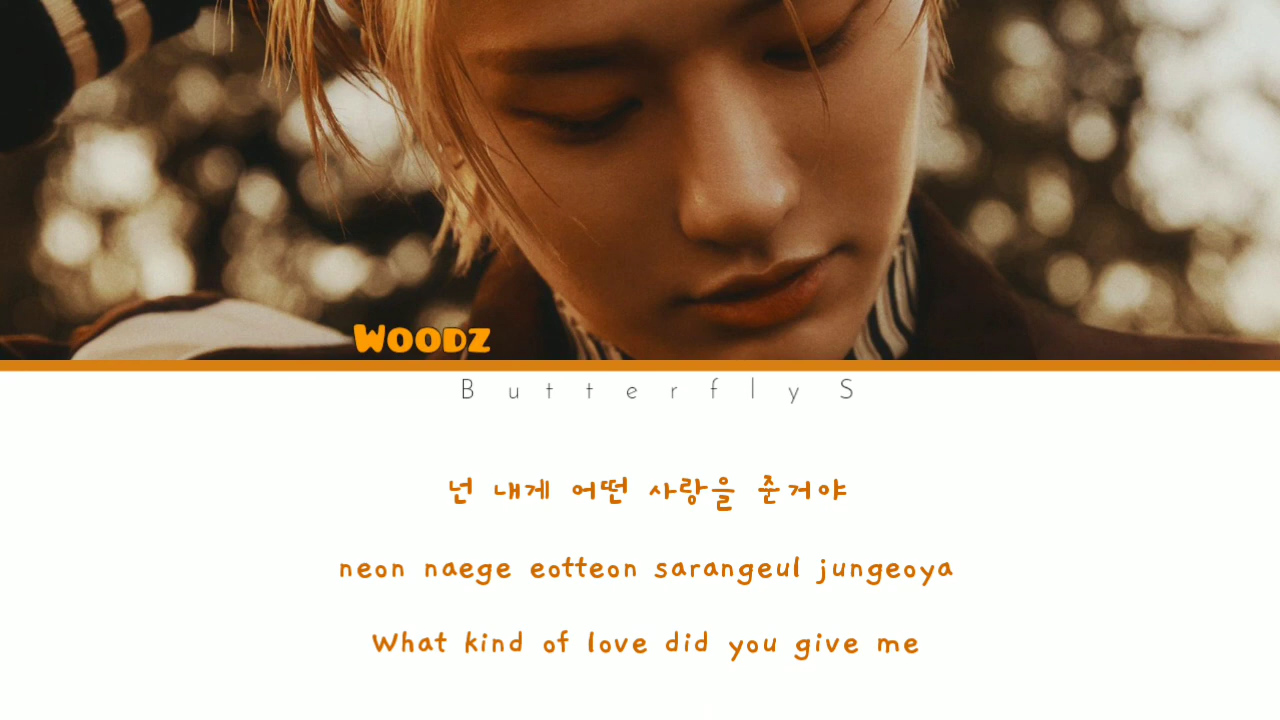 WOODZ
Butterfly S
넌 내게 어떤 사랑을 준거야
neon naege eotteon sarangeul jungeoya
What kind of love did you give me